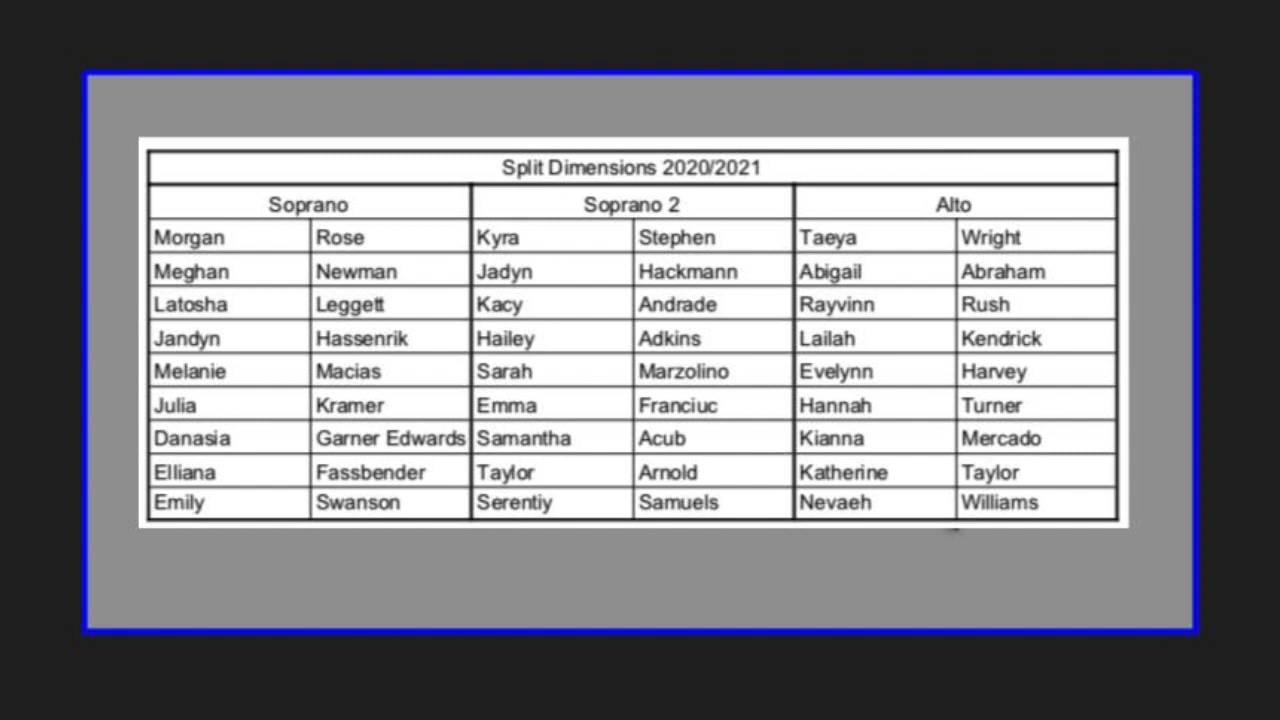 Split Dimensions 2020/2021
Soprano Soprano 2 Alto
Morgan Rose Kyra Stephen Taeya Wright
Meghan Newman Jadyn Hackmann Abigail Abraham
Latosha Leggett Kacy Andrade Rayvinn Rush
Jandyn Hassenrik Hailey Adkins Lailah Kendrick
Melanie Macias Sarah Marzolino Evelynn Harvey
Julia Kramer Emma Franciuc Hannah Turner
Danasia Garner Edwards Samantha Acub Kianna Mercado
Elliana Fassbender Taylor Arnold Katherine Taylor
Emily Swanson Serentiy Samuels Nevaeh Williams